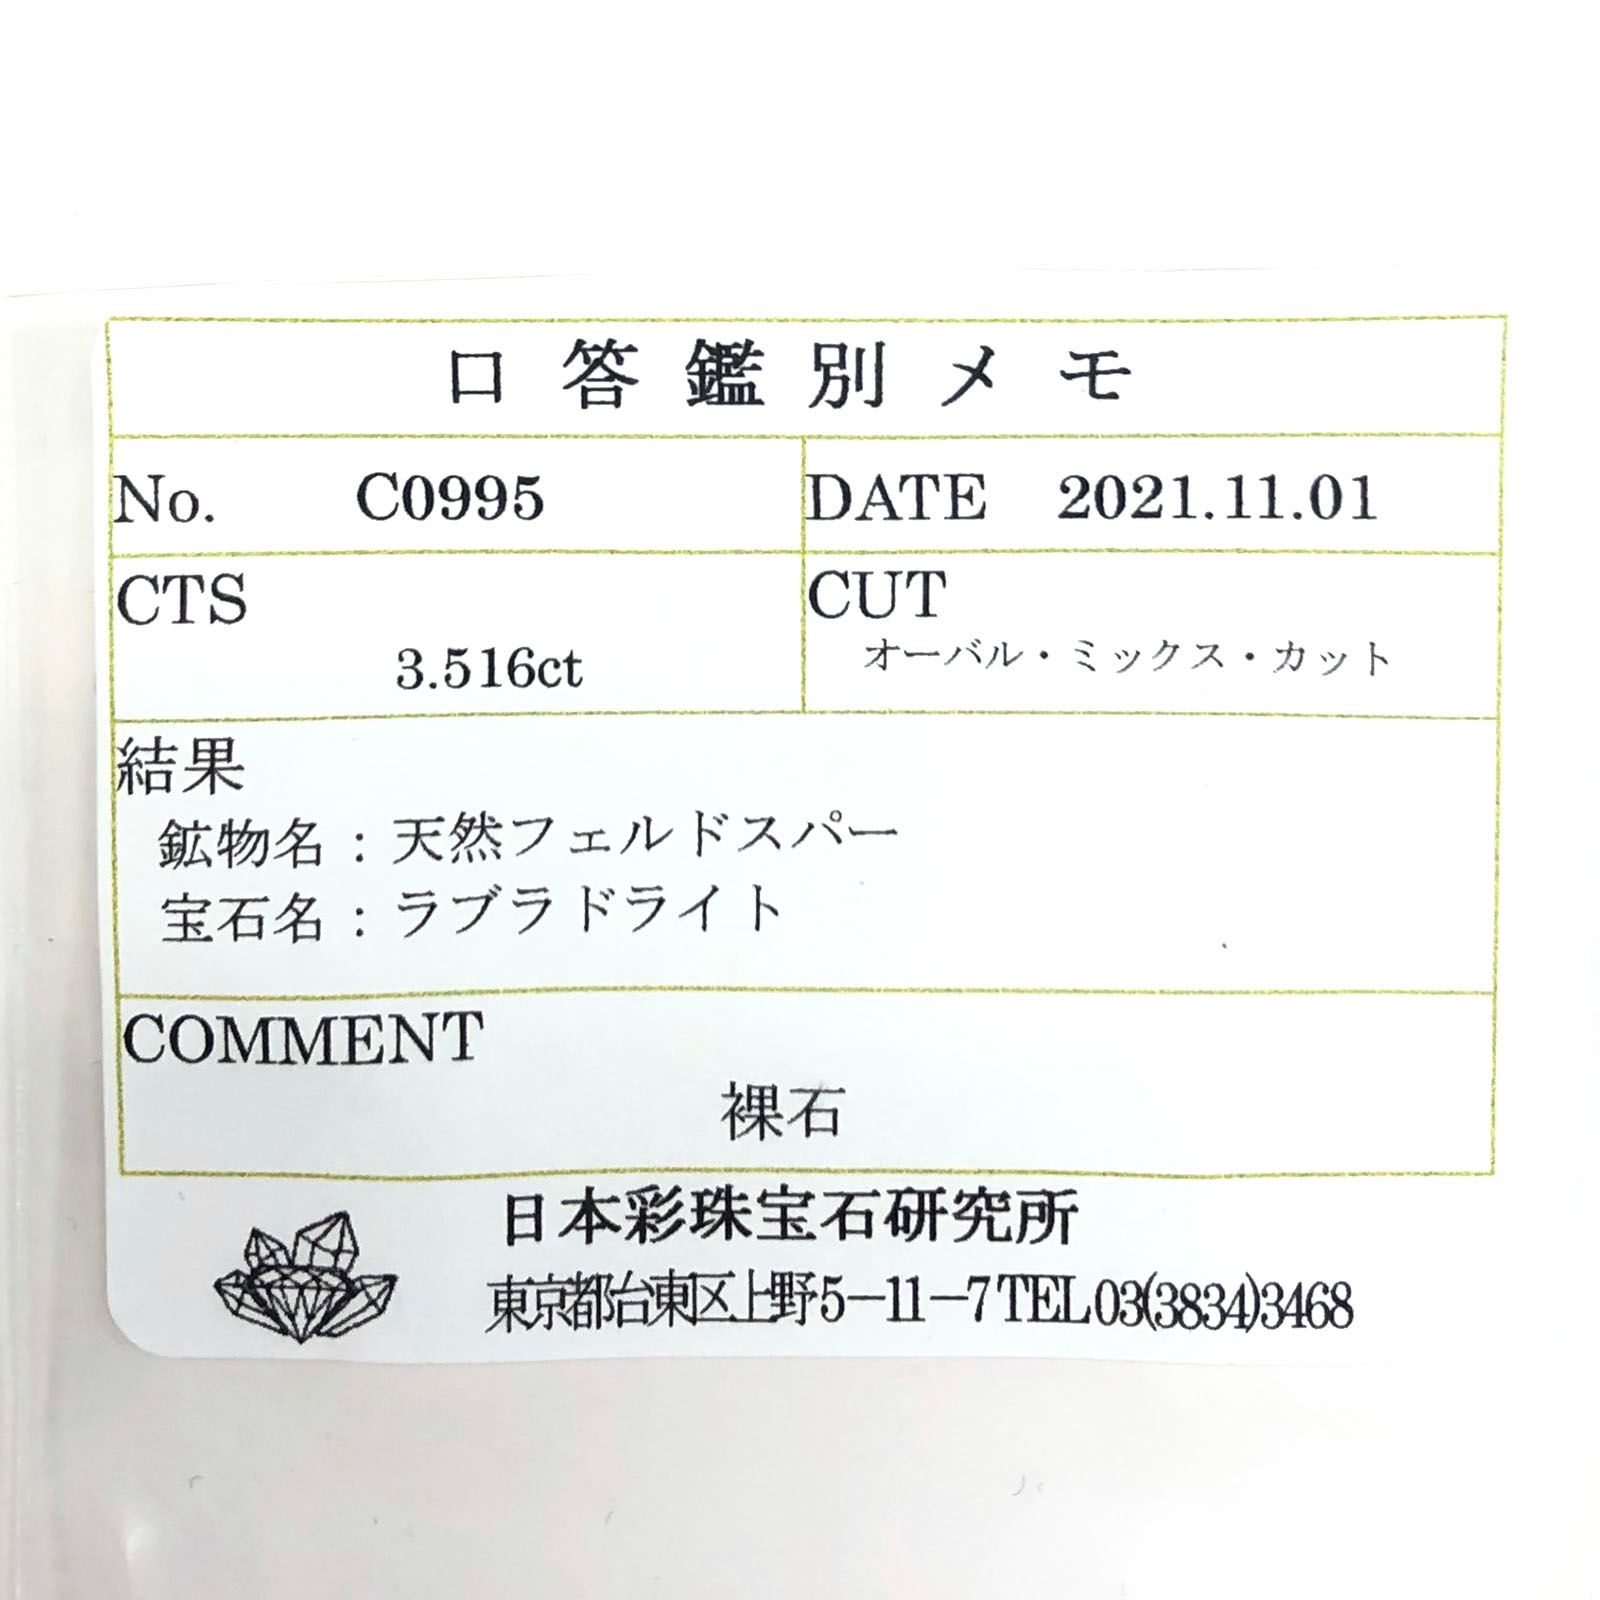 口答鑑別メモ
No. C0995 DATE 2021.11.01
CTS CUT
3.516ct オーバル・ミックス・カット
結果
鉱物名：天然フェルドスパー
宝石名：ラブラドライト
COMMENT
裸石
日本彩珠宝石研究所
東京都台東区上野5－11－7 TEL 03(3834)3468